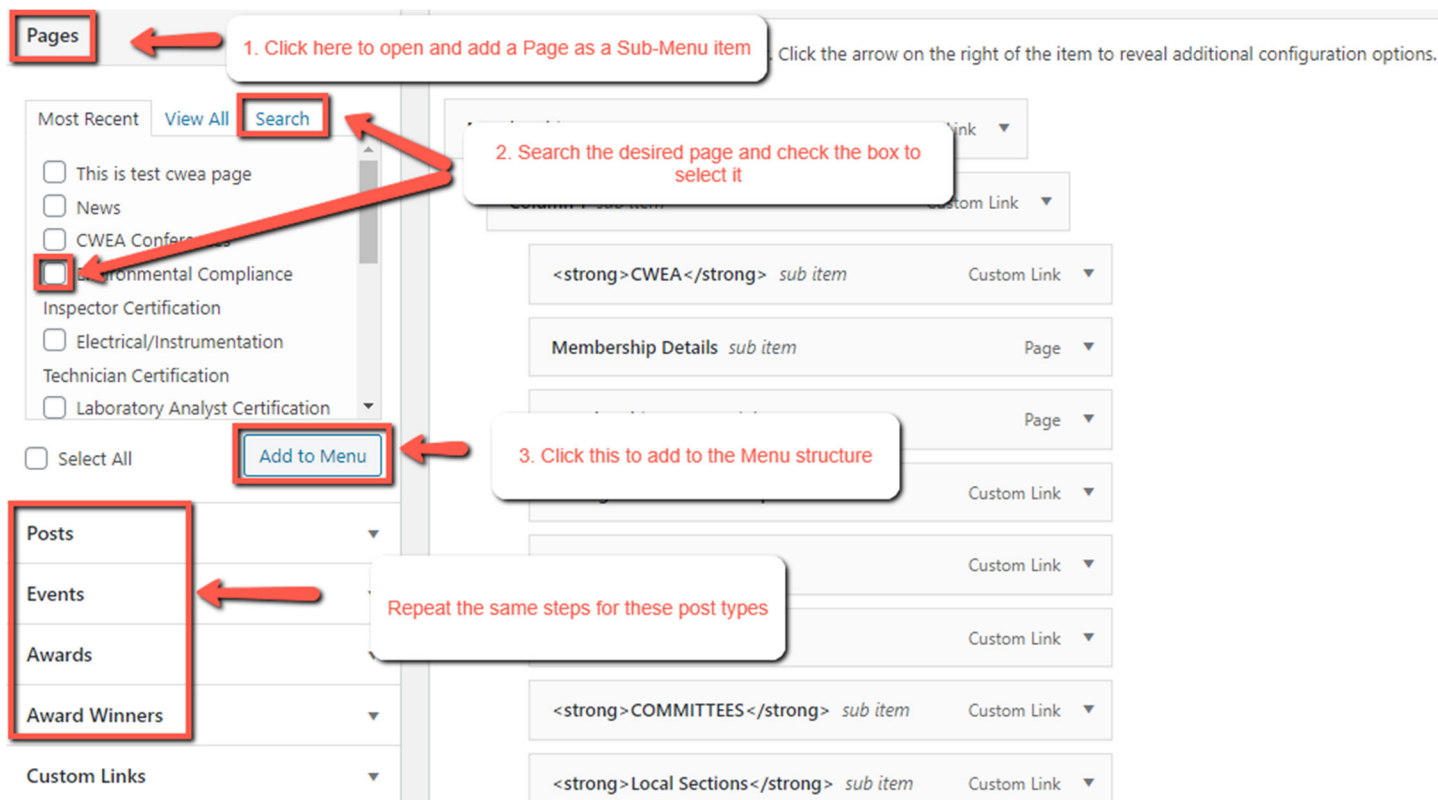 Pages
1. Click here to open and add a Page as a Sub-Menu item
. Click the arrow on the right of the item to reveal additional configuration options.
Most Recent View All Search
2. Search the desired page and check the box to
select it
This is test cwea page
News
CWEA
Custom Link
Environmental Compliance
Inspector Certification
Electrical/Instrumentation
Technician Certification
Laboratory Analyst Certification
Select All
Add to Menu
3. Click this to add to the Menu structure
<strong>CWEA</strong> sub item Custom Link
Membership Details sub item Page
Page
Custom Link
Custom Link
Custom Link
<strong>COMMITTEES</strong> sub item Custom Link
<strong>Local Sections</strong> sub item Custom Link
Posts
Events
Awards
Award Winners
Repeat the same steps for these post types
Custom Links